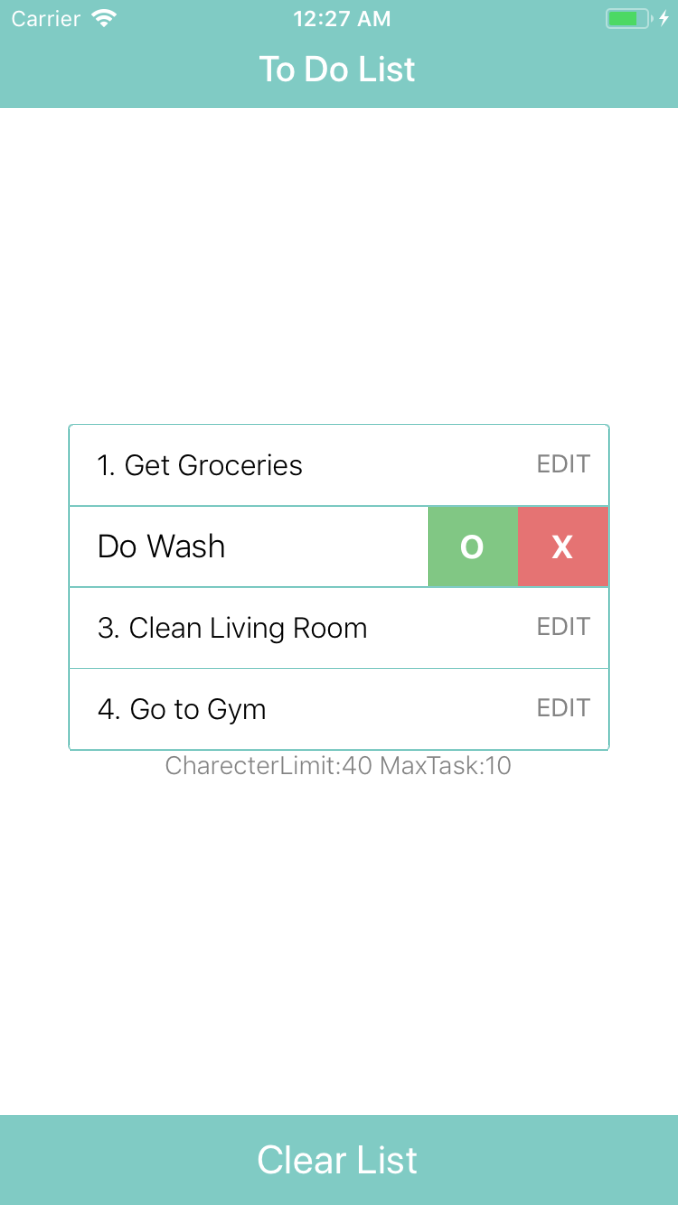 Carrier 12:27 AM
To Do List
1. Get Groceries EDIT
Do Wash O X
3. Clean Living Room EDIT
4. Go to Gym EDIT
CharecterLimit:40 MaxTask:10
Clear List